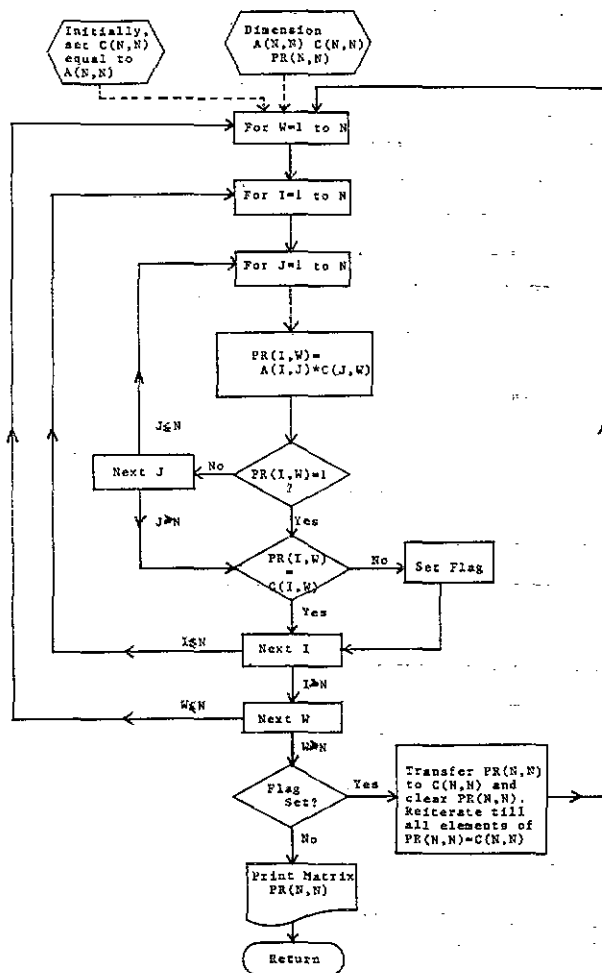 Initially,
set C(N,N)
equal to
A(N,N)
Dimension
A(N,N) C(N,N)
PR(N,N)
For W=1 to N
For I=1 to N
For J=1 to N
PR(I,W)=
A(I,J)*C(J,W)
J≤N
Next J
No
PR(I,W)=1
?
J>N
Yes
PR(I,W)
=
C(I,W)
No
Set Flag
Yes
I≤N
Next I
I>N
W≤N
Next W
W>N
Flag
Set?
Yes
Transfer PR(N,N)
to C(N,N) and
clear PR(N,N).
Reiterate till
all elements of
PR(N,N)=C(N,N)
No
Print Matrix
PR(N,N)
Return